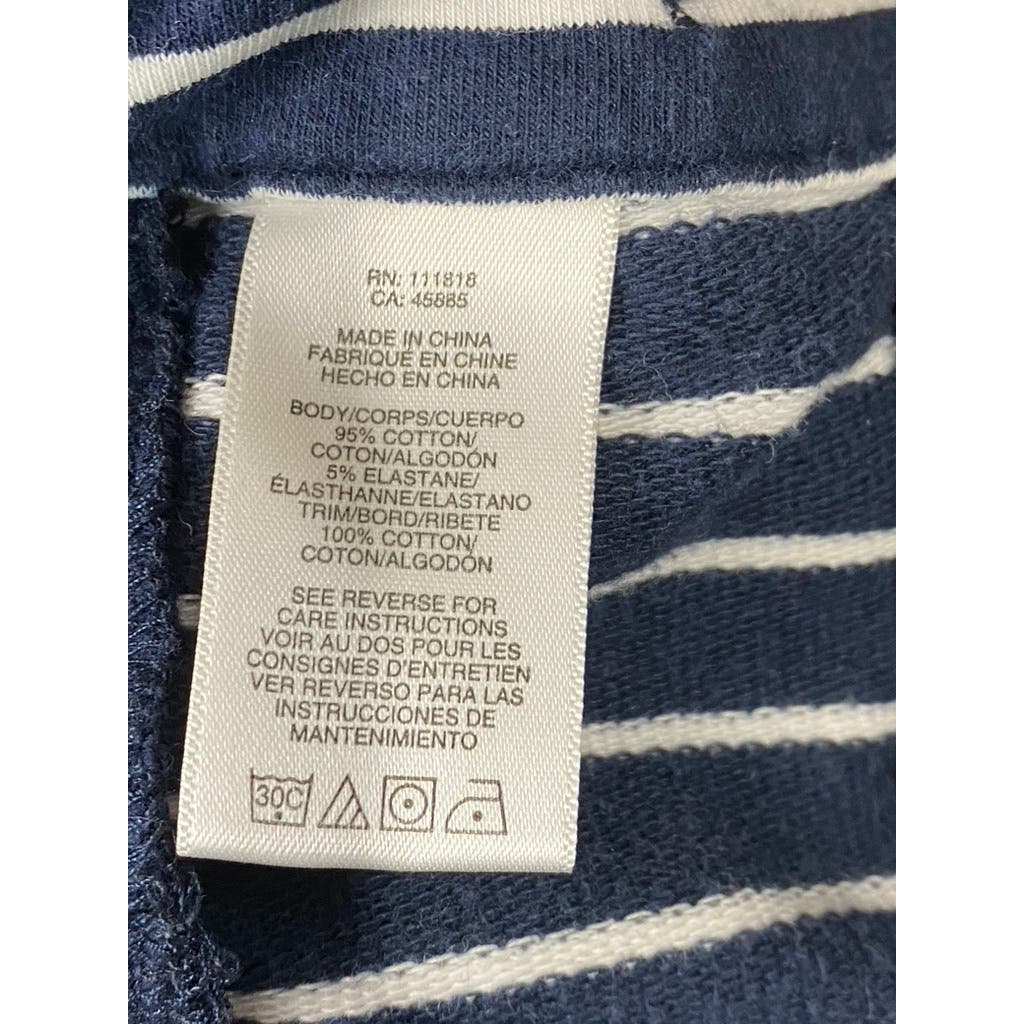 RN: 111818
CA: 45885
MADE IN CHINA
FABRIQUE EN CHINE
HECHO EN CHINA
BODY/CORPS/CUERPO
95% COTTON/
COTON/ALGODÓN
5% ELASTANE/
ÉLASTHANNE/ELASTANO
TRIM/BORD/RIBETE
100% COTTON/
COTON/ALGODÓN
SEE REVERSE FOR
CARE INSTRUCTIONS
VOIR AU DOS POUR LES
CONSIGNES D'ENTRETIEN
VER REVERSO PARA LAS
INSTRUCCIONES DE
MANTENIMIENTO
30C